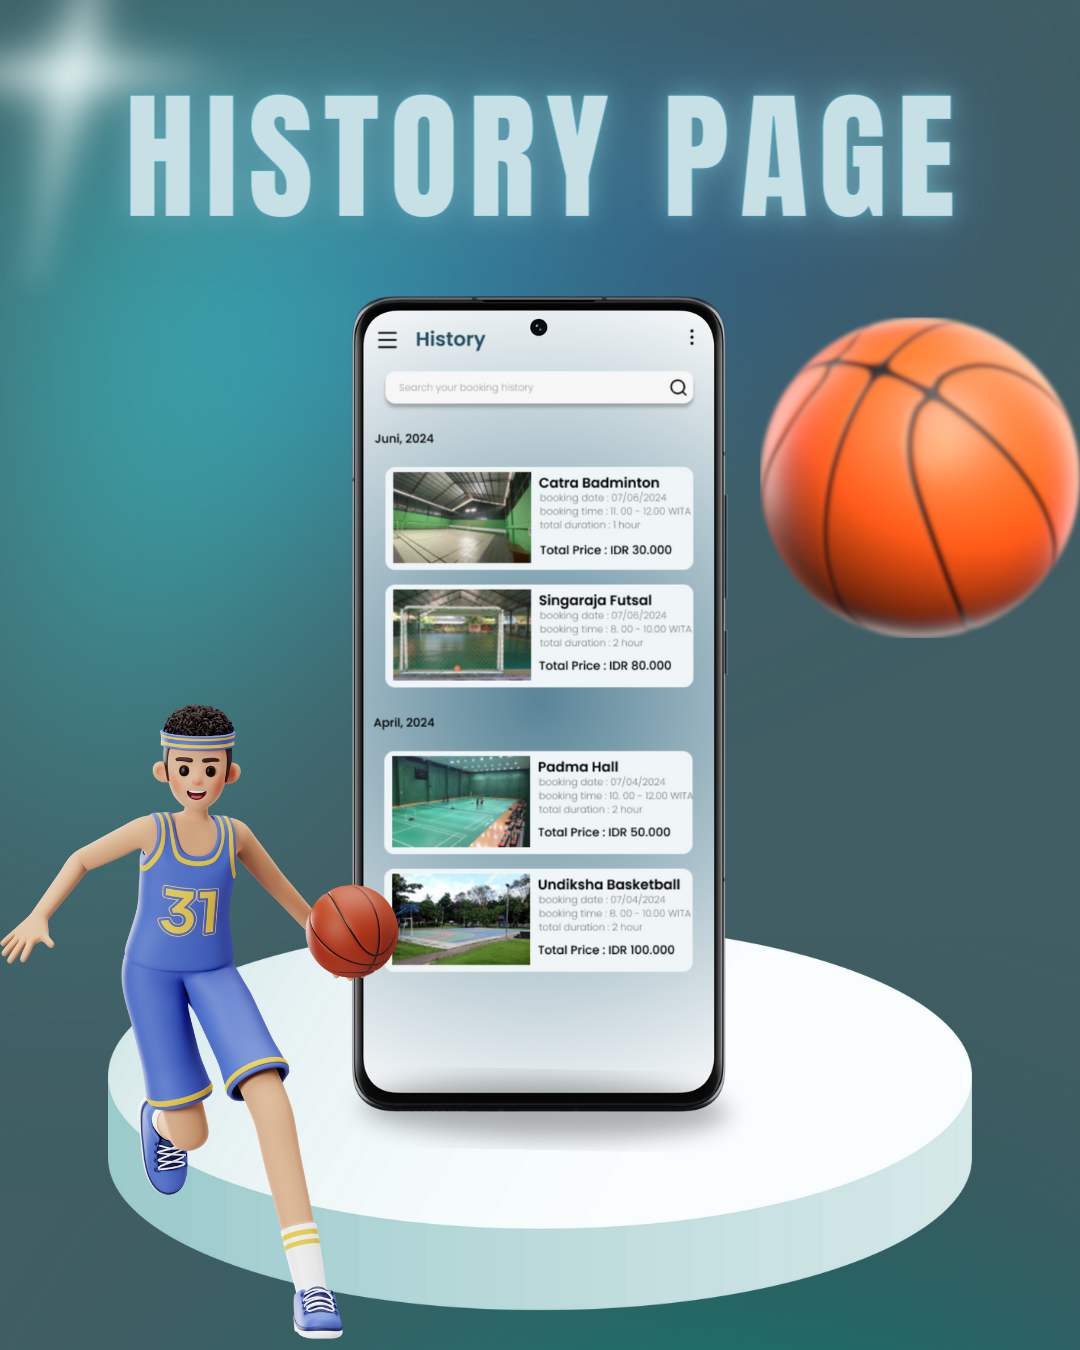 HISTORY PAGE
History
Search your booking history
Juni, 2024
Catra Badminton
booking date : 07/06/2024
booking time : 11. 00 - 12.00 WITA
total duration : 1 hour
Total Price : IDR 30.000
Singaraja Futsal
booking date : 07/06/2024
booking time : 8. 00 - 10.00 WITA
total duration : 2 hour
Total Price : IDR 80.000
April, 2024
Padma Hall
booking date : 07/04/2024
booking time : 10. 00 - 12.00 WITA
total duration : 2 hour
Total Price : IDR 50.000
Undiksha Basketball
booking date : 07/04/2024
booking time : 8. 00 - 10.00 WITA
total duration : 2 hour
Total Price : IDR 100.000
31